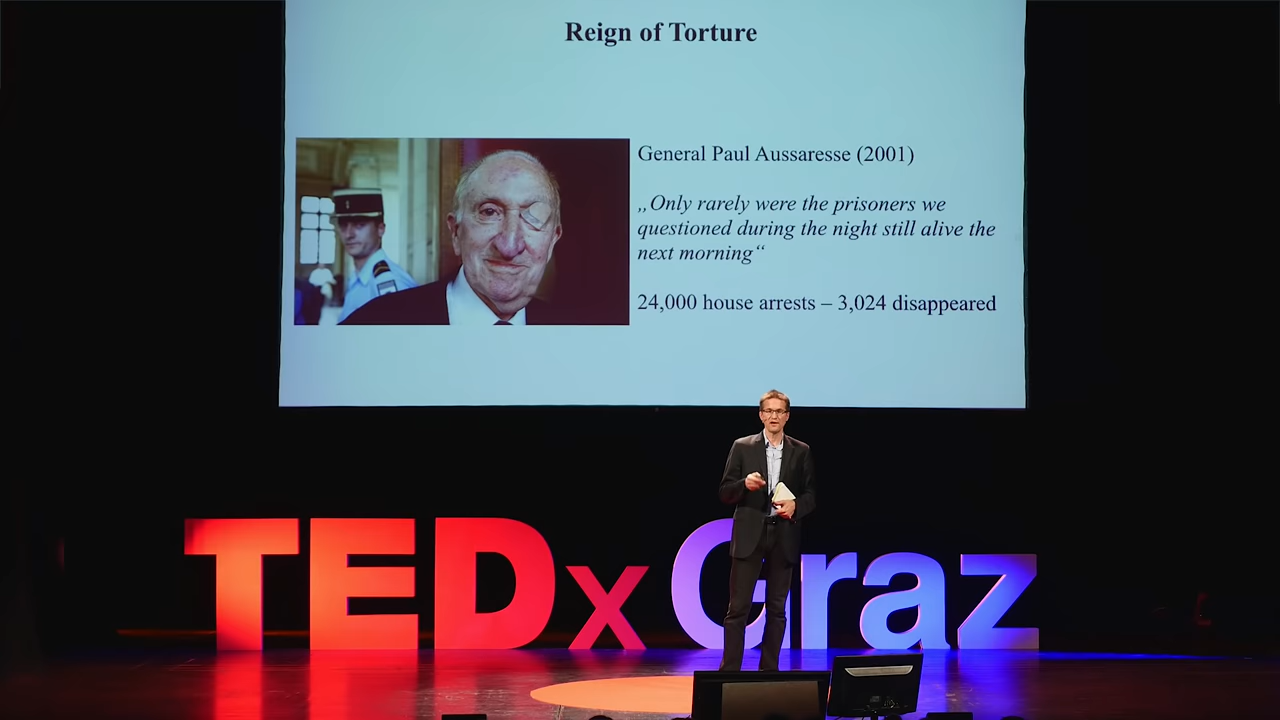 Reign of Torture
General Paul Aussaresse (2001)
„Only rarely were the prisoners we
questioned during the night still alive the
next morning“
24,000 house arrests – 3,024 disappeared
TEDxGraz